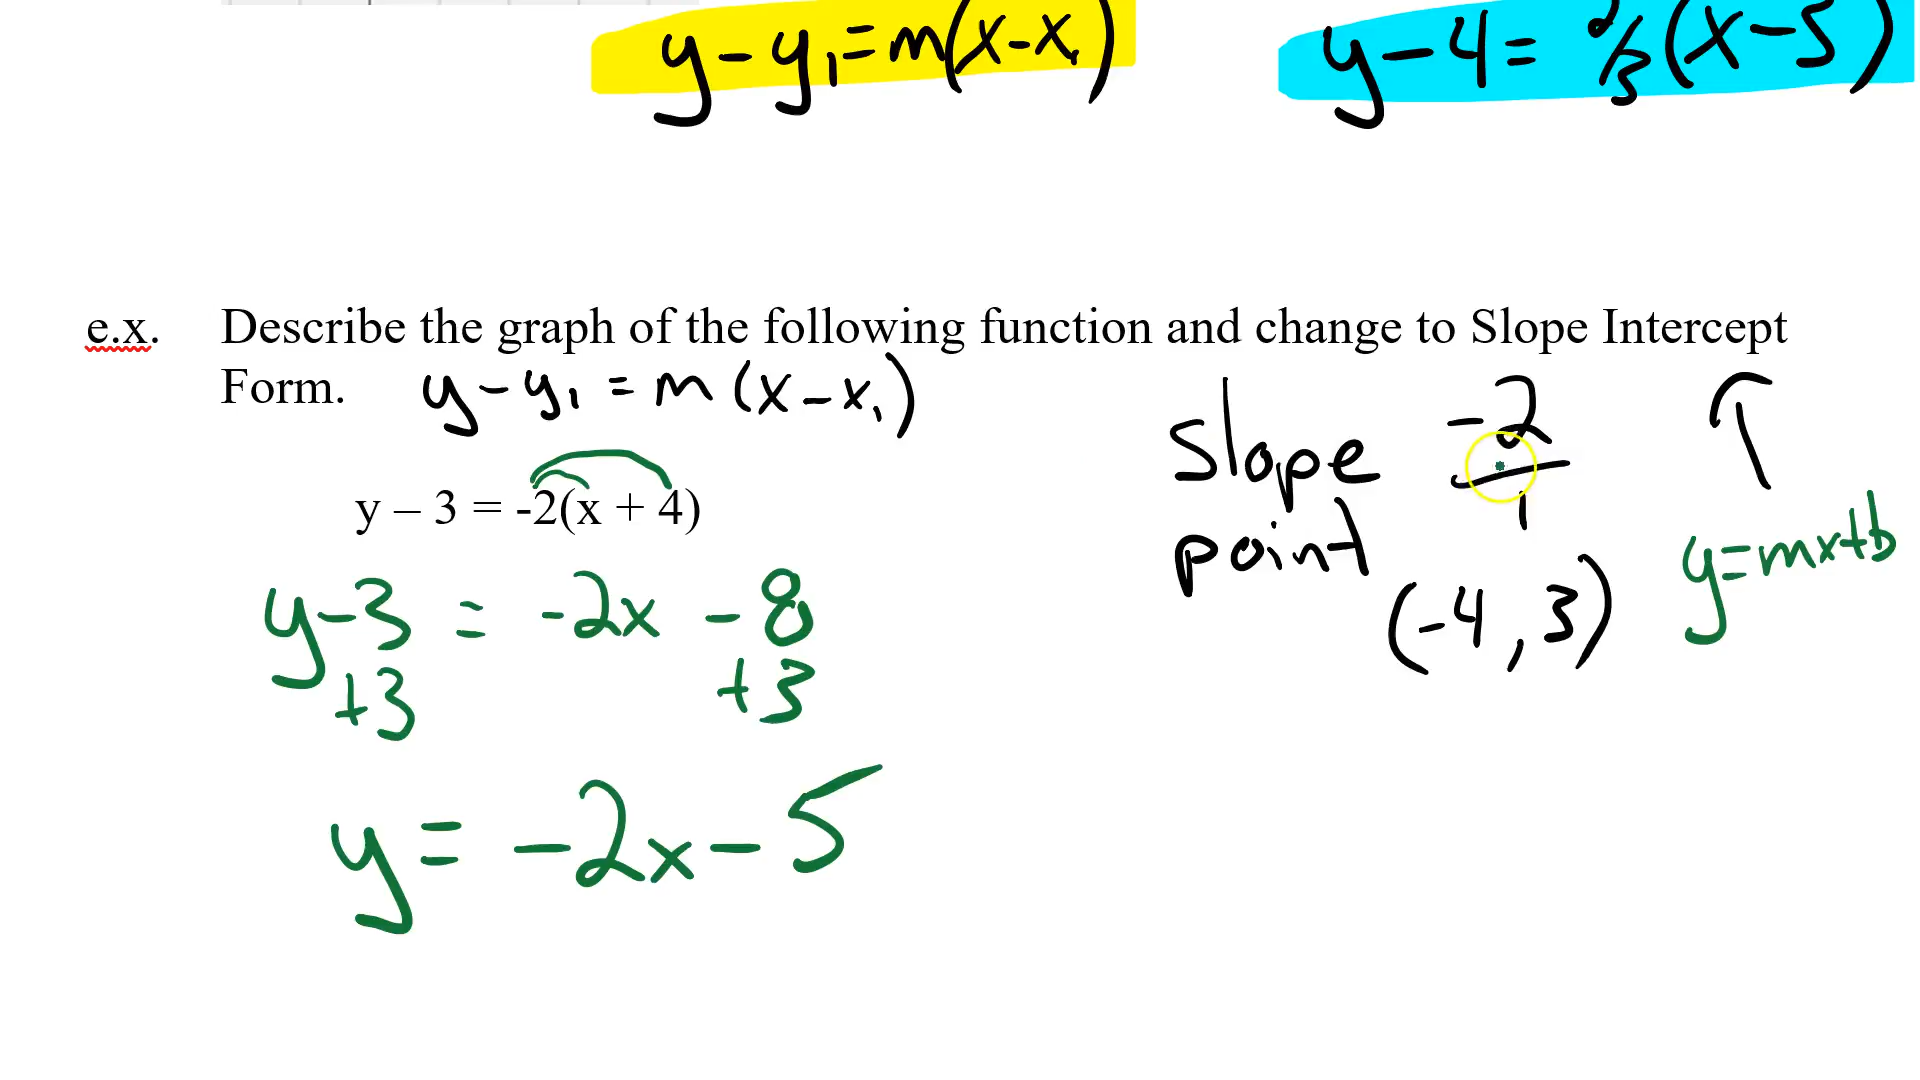 y-y₁=m(x-x₁)
y-4=2/3(x-5)
e.x. Describe the graph of the following function and change to Slope Intercept
Form. y-y₁=m(x-x₁)
y – 3 = -2(x + 4)
y-3 = -2x -8
+3 +3
y = -2x-5
slope -2/1
point
(-4, 3)
y=mx+b